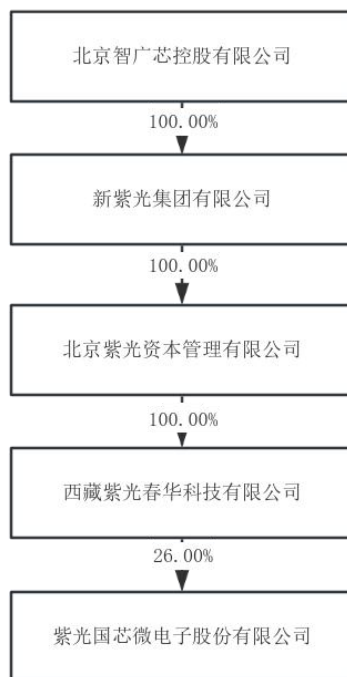 北京智广芯控股有限公司
100.00%
新紫光集团有限公司
100.00%
北京紫光资本管理有限公司
100.00%
西藏紫光春华科技有限公司
26.00%
紫光国芯微电子股份有限公司